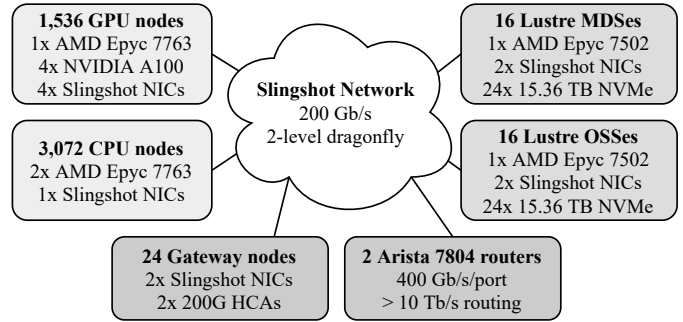 1,536 GPU nodes
1x AMD Epyc 7763
4x NVIDIA A100
4x Slingshot NICs
3,072 CPU nodes
2x AMD Epyc 7763
1x Slingshot NICs
Slingshot Network
200 Gb/s
2-level dragonfly
16 Lustre MDSes
1x AMD Epyc 7502
2x Slingshot NICs
24x 15.36 TB NVMe
16 Lustre OSSes
1x AMD Epyc 7502
2x Slingshot NICs
24x 15.36 TB NVMe
24 Gateway nodes
2x Slingshot NICs
2x 200G HCAs
2 Arista 7804 routers
400 Gb/s/port
> 10 Tb/s routing